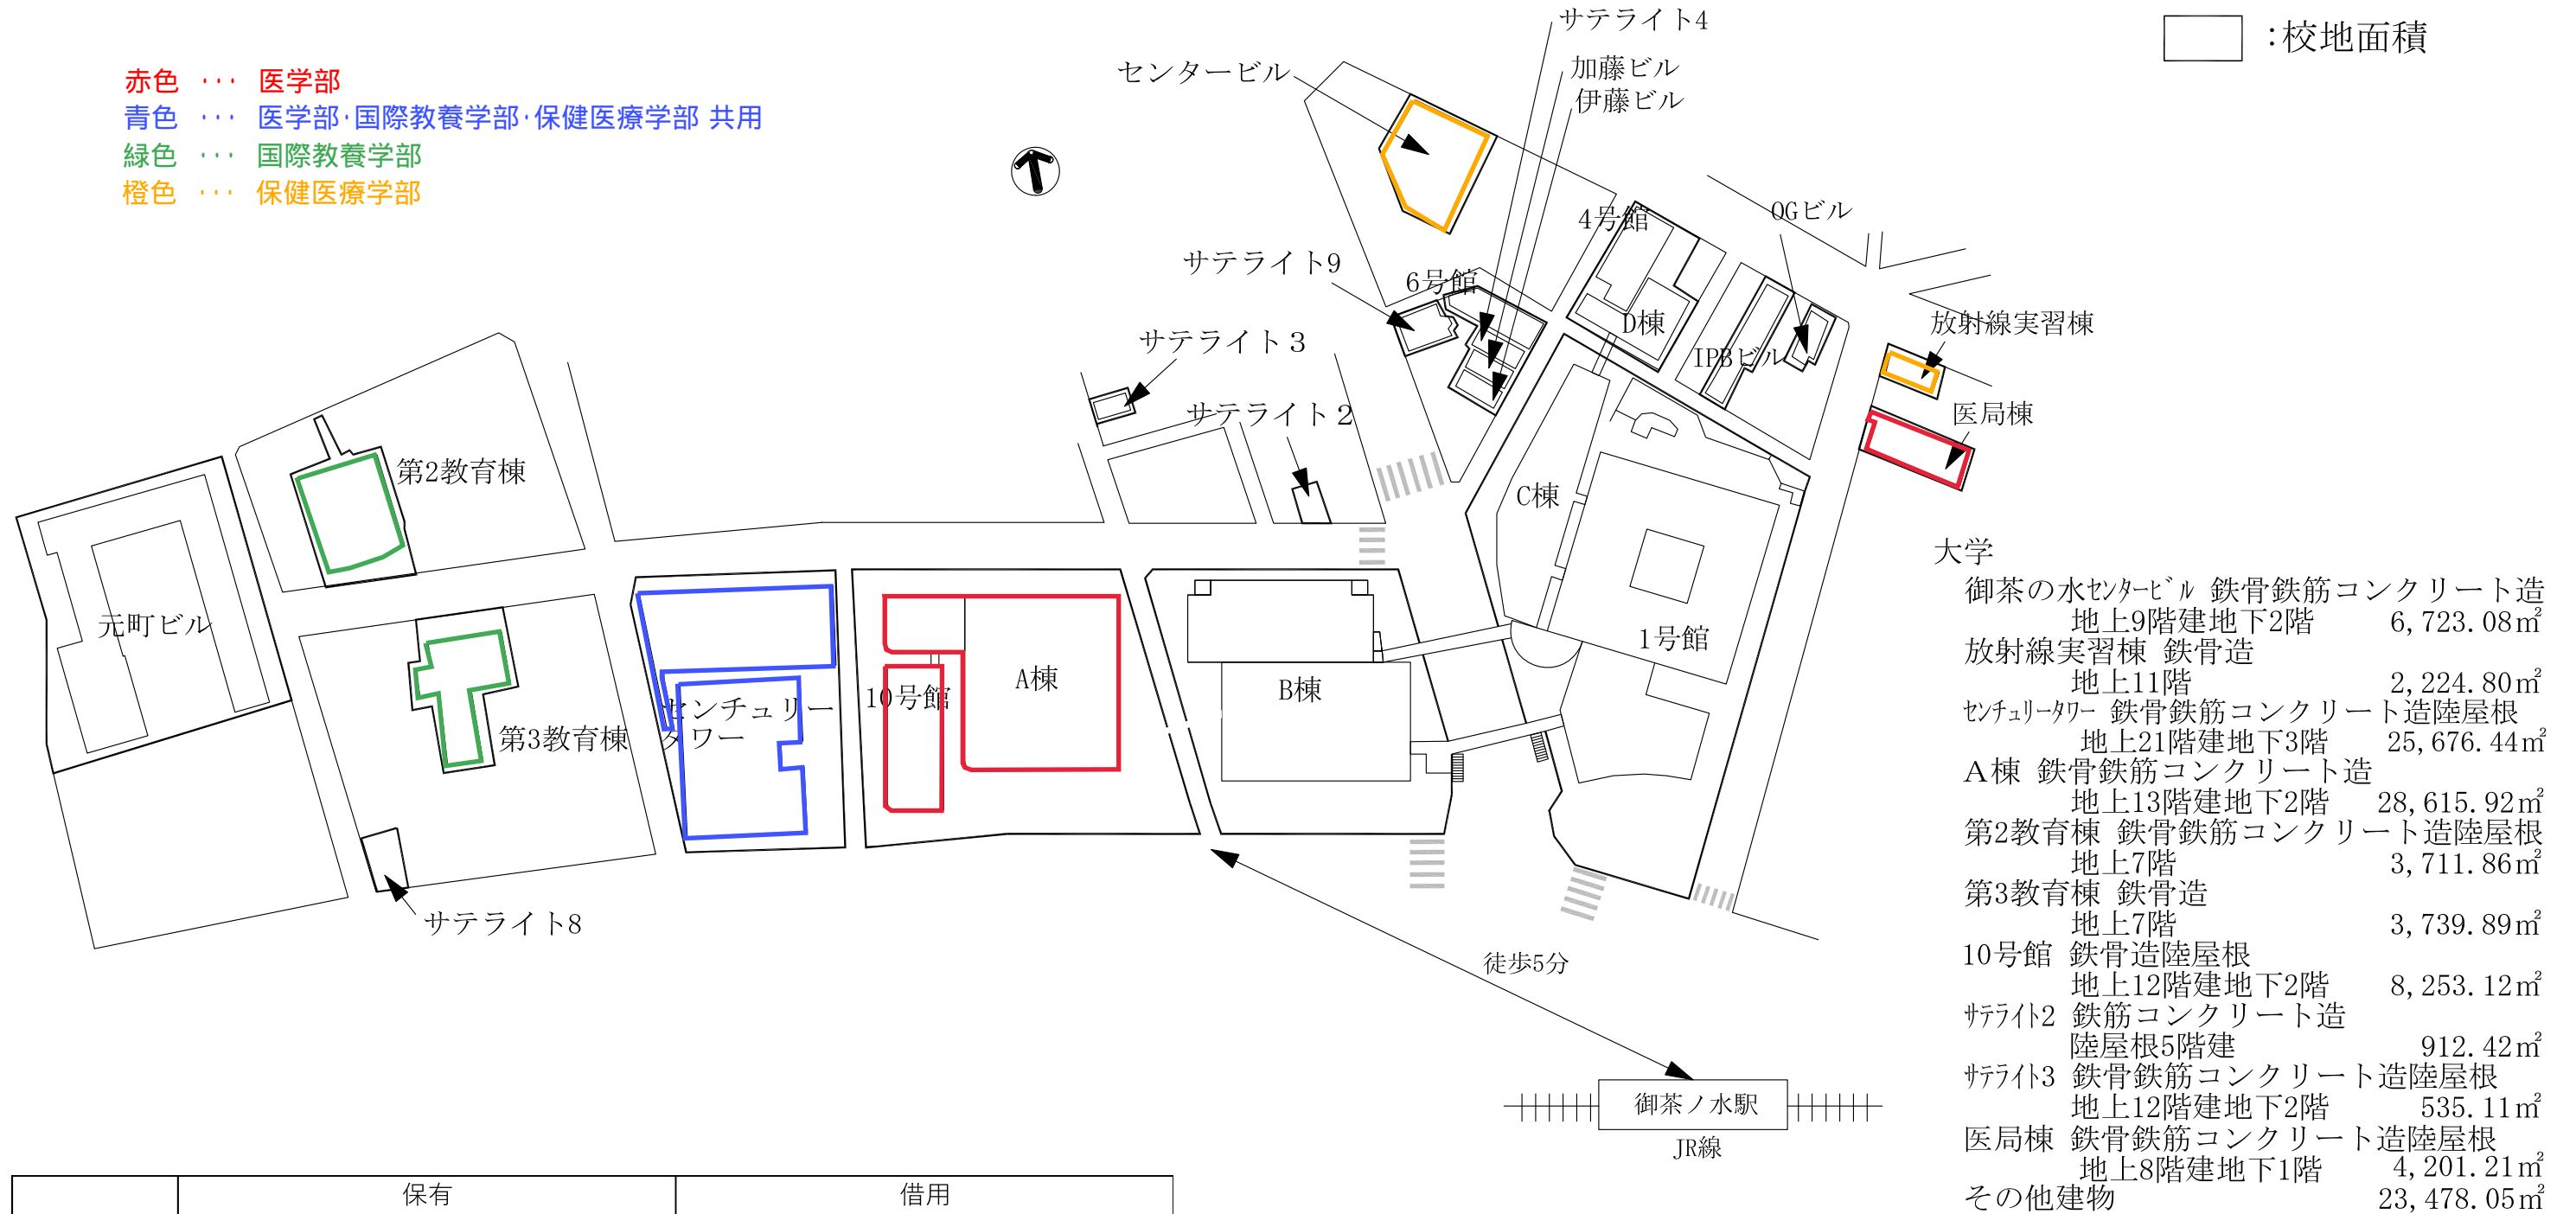 :校地面積
赤色 ··· 医学部
青色 ··· 医学部·国際教養学部·保健医療学部 共用
緑色 ··· 国際教養学部
橙色 ··· 保健医療学部
サテライト4
加藤ビル
伊藤ビル
センタービル
4号館
OGビル
サテライト9
6号館
D棟
IPBビル
放射線実習棟
サテライト3
サテライト2
医局棟
第2教育棟
C棟
元町ビル
1号館
第3教育棟
センチュリー
タワー
10号館
A棟
B棟
サテライト8
徒歩5分
御茶ノ水駅
JR線
大学
御茶の水ｾﾝﾀｰﾋﾞﾙ 鉄骨鉄筋コンクリート造
地上9階建地下2階 6,723.08㎡
放射線実習棟 鉄骨造
地上11階 2,224.80㎡
ｾﾝﾁｭﾘｰﾀﾜｰ 鉄骨鉄筋コンクリート造陸屋根
地上21階建地下3階 25,676.44㎡
A棟 鉄骨鉄筋コンクリート造
地上13階建地下2階 28,615.92㎡
第2教育棟 鉄骨鉄筋コンクリート造陸屋根
地上7階 3,711.86㎡
第3教育棟 鉄骨造
地上7階 3,739.89㎡
10号館 鉄骨造陸屋根
地上12階建地下2階 8,253.12㎡
ｻﾃﾗｲﾄ2 鉄筋コンクリート造
陸屋根5階建 912.42㎡
ｻﾃﾗｲﾄ3 鉄骨鉄筋コンクリート造陸屋根
地上12階建地下2階 535.11㎡
医局棟 鉄骨鉄筋コンクリート造陸屋根
地上8階建地下1階 4,201.21㎡
その他建物 23,478.05㎡
保有 借用